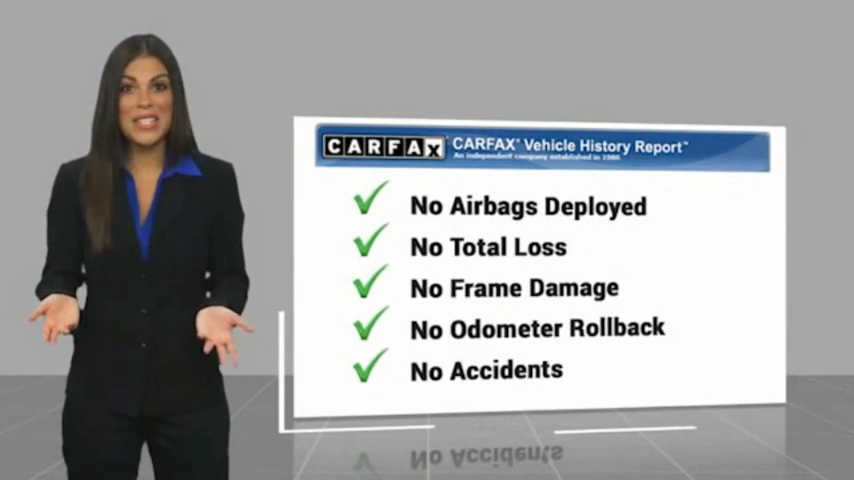 CARFAX
CARFAX® Vehicle History Report™
An independent company established in 1986
No Airbags Deployed
No Total Loss
No Frame Damage
No Odometer Rollback
No Accidents
No Accidents